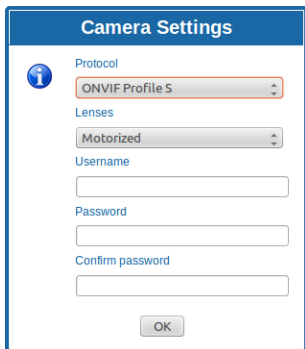 Camera Settings
Protocol
ONVIF Profile S
Lenses
Motorized
Username
Password
Confirm password
OK